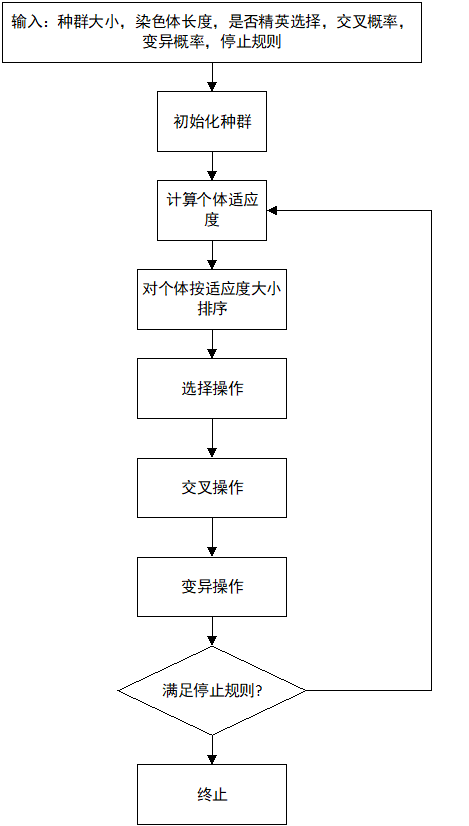 输入：种群大小，染色体长度，是否精英选择，交叉概率，
变异概率，停止规则
初始化种群
计算个体适应
度
对个体按适应度大小
排序
选择操作
交叉操作
变异操作
满足停止规则?
终止